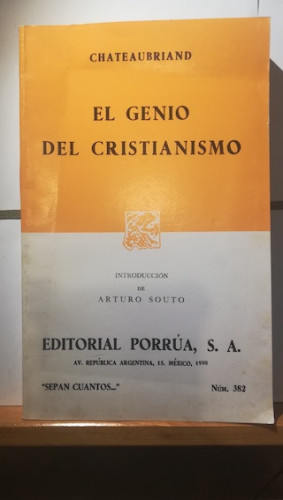 CHATEAUBRIAND
EL GENIO
DEL CRISTIANISMO
INTRODUCCIÓN
DE
ARTURO SOUTO
EDITORIAL PORRÚA, S. A.
AV. REPÚBLICA ARGENTINA, 15. MÉXICO, 1990
"SEPAN CUANTOS..." NÚM. 382